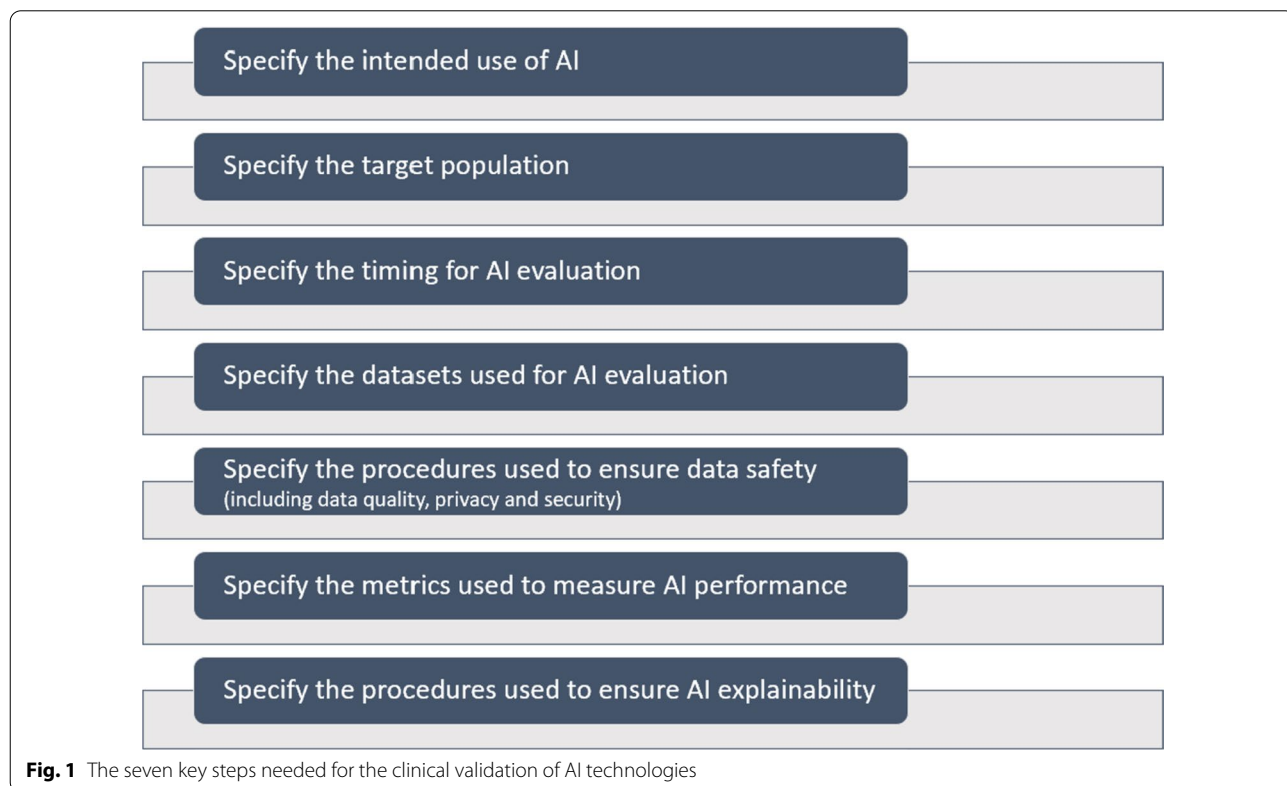 Specify the intended use of AI
Specify the target population
Specify the timing for AI evaluation
Specify the datasets used for AI evaluation
Specify the procedures used to ensure data safety
(including data quality, privacy and security)
Specify the metrics used to measure AI performance
Specify the procedures used to ensure AI explainability
Fig. 1 The seven key steps needed for the clinical validation of AI technologies